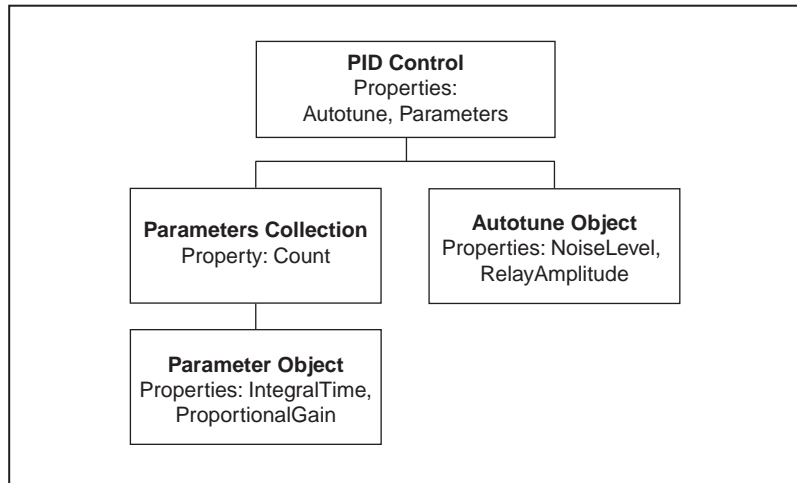 PID Control
Properties:
Autotune, Parameters
Parameters Collection
Property: Count
Autotune Object
Properties: NoiseLevel,
RelayAmplitude
Parameter Object
Properties: IntegralTime,
ProportionalGain